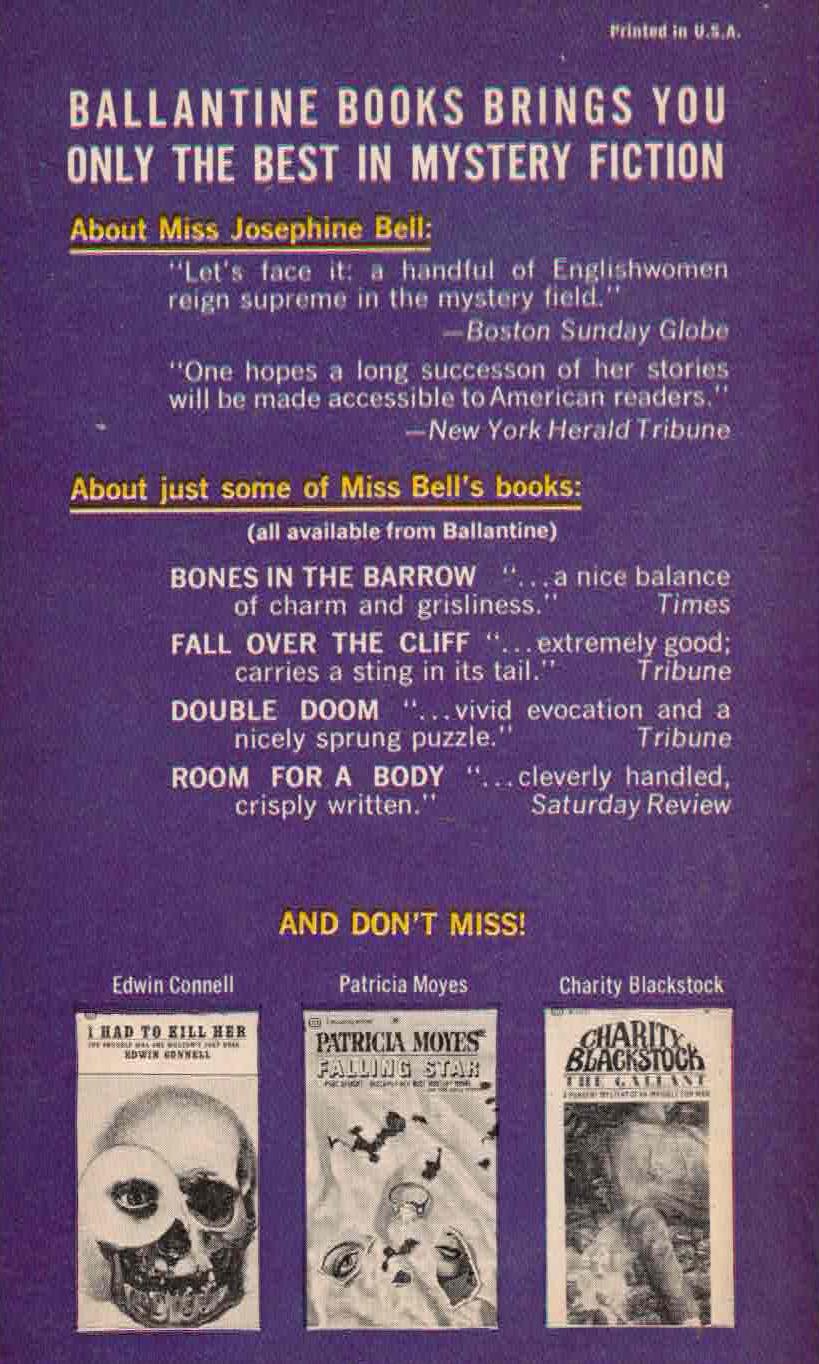 Printed in U.S.A.
BALLANTINE BOOKS BRINGS YOU
ONLY THE BEST IN MYSTERY FICTION
About Miss Josephine Bell:
"Let's face it: a handful of Englishwomen
reign supreme in the mystery field."
—Boston Sunday Globe
"One hopes a long successon of her stories
will be made accessible to American readers."
—New York Herald Tribune
About just some of Miss Bell's books:
(all available from Ballantine)
BONES IN THE BARROW "...a nice balance
of charm and grisliness." Times
FALL OVER THE CLIFF "...extremely good;
carries a sting in its tail." Tribune
DOUBLE DOOM "...vivid evocation and a
nicely sprung puzzle." Tribune
ROOM FOR A BODY "...cleverly handled,
crisply written." Saturday Review
AND DON'T MISS!
Edwin Connell
Patricia Moyes
Charity Blackstock
I HAD TO KILL HER
EDWIN CONNELL
PATRICIA MOYES
FALLING STAR
CHARITY
BLACKSTOCK
THE GALLANT